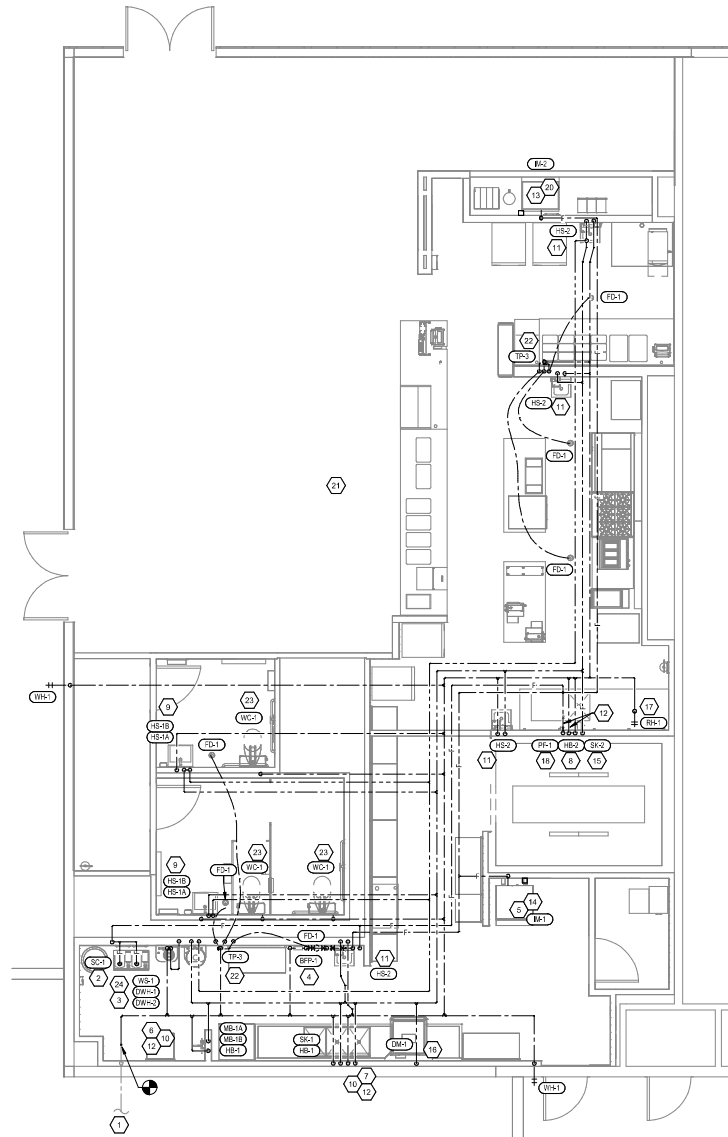 IM-2
20
13
HS-2
11
FD-1
22
TP-3
HS-2
11
FD-1
21
FD-1
WH-1
9
HS-1B
HS-1A
23
WC-1
FD-1
12
17
RH-1
HS-2
PF-1
HB-2
SK-2
11
18
8
15
9
HS-1B
HS-1A
FD-1
23
WC-1
23
WC-1
14
5
IM-1
FD-1
SC-1
2
24
3
WS-1
DWH-1
DWH-2
TP-3
22
BFP-1
4
11
HS-2
6
12
10
MB-1A
MB-1B
HB-1
SK-1
HB-1
DM-1
16
7
10
12
WH-1
1